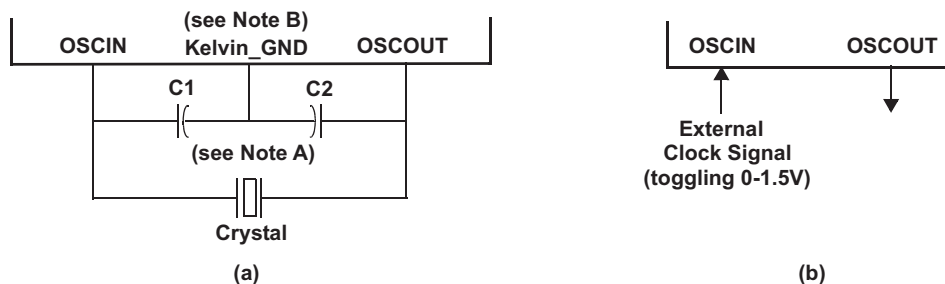 (see Note B)
OSCIN Kelvin_GND OSCOUT
C1 C2
(see Note A)
Crystal
(a)
OSCIN OSCOUT
External
Clock Signal
(toggling 0-1.5V)
(b)